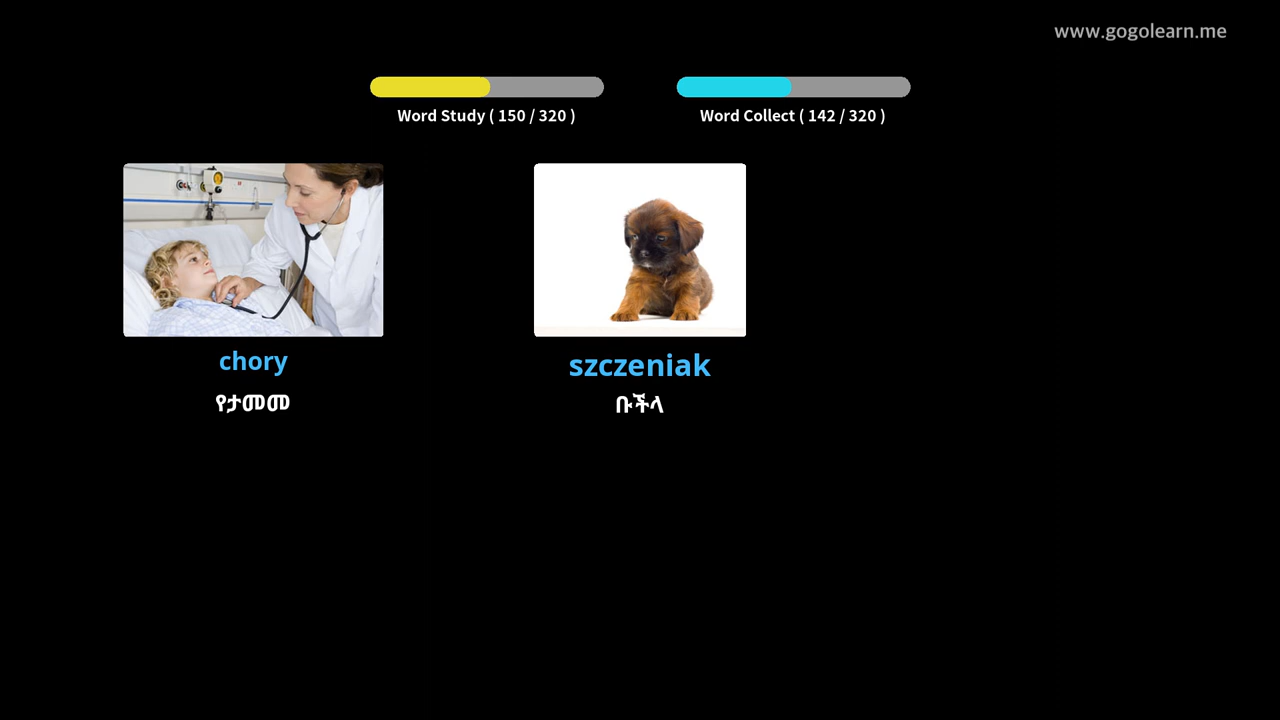 www.gogolearn.me
Word Study ( 150 / 320 )
Word Collect ( 142 / 320 )
chory
szczeniak
የታመመ
ቡችላ